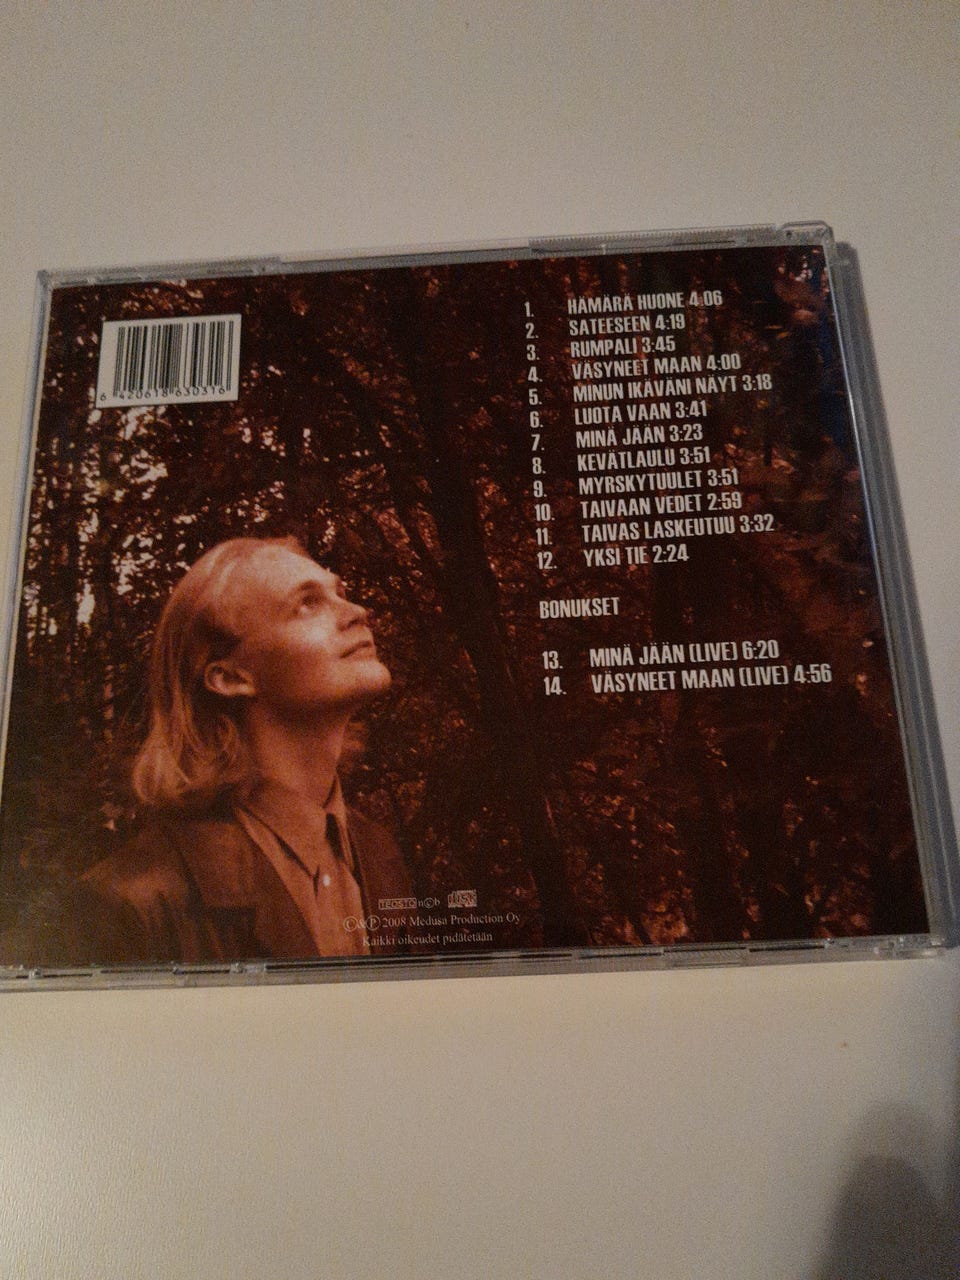 6 420618 630316
1. HÄMÄRÄ HUONE 4:06
2. SATEESEEN 4:19
3. RUMPALI 3:45
4. VÄSYNEET MAAN 4:00
5. MINUN IKÄVÄNI NÄYT 3:18
6. LUOTA VAAN 3:41
7. MINÄ JÄÄN 3:23
8. KEVÄTLAULU 3:51
9. MYRSKYTUULET 3:51
10. TAIVAAN VEDET 2:59
11. TAIVAS LASKEUTUU 3:32
12. YKSI TIE 2:24
BONUKSET
13. MINÄ JÄÄN (LIVE) 6:20
14. VÄSYNEET MAAN (LIVE) 4:56
TEOSTO n©b disc
©&℗ 2008 Medusa Production Oy
Kaikki oikeudet pidätetään